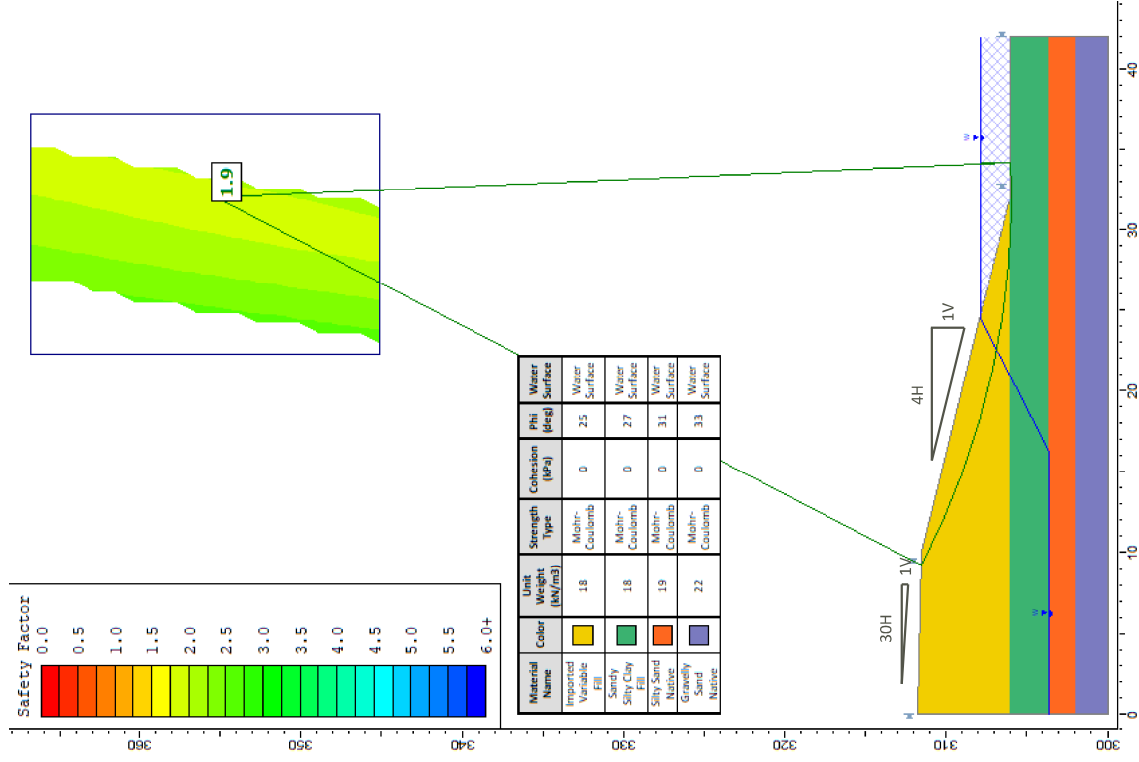 Safety Factor
0.0
0.5
1.0
1.5
2.0
2.5
3.0
3.5
4.0
4.5
5.0
5.5
6.0+
1.9
Material Name Color Unit Weight (kN/m3) Strength Type Cohesion (kPa) Phi (deg) Water Surface
Imported Variable Fill 18 Mohr-Coulomb 0 25 Water Surface
Sandy Silty Clay Fill 18 Mohr-Coulomb 0 27 Water Surface
Silty Sand Native 19 Mohr-Coulomb 0 31 Water Surface
Gravelly Sand Native 22 Mohr-Coulomb 0 33 Water Surface
30H
1V
4H
1V
W
W
360
350
340
330
320
310
300
0
10
20
30
40